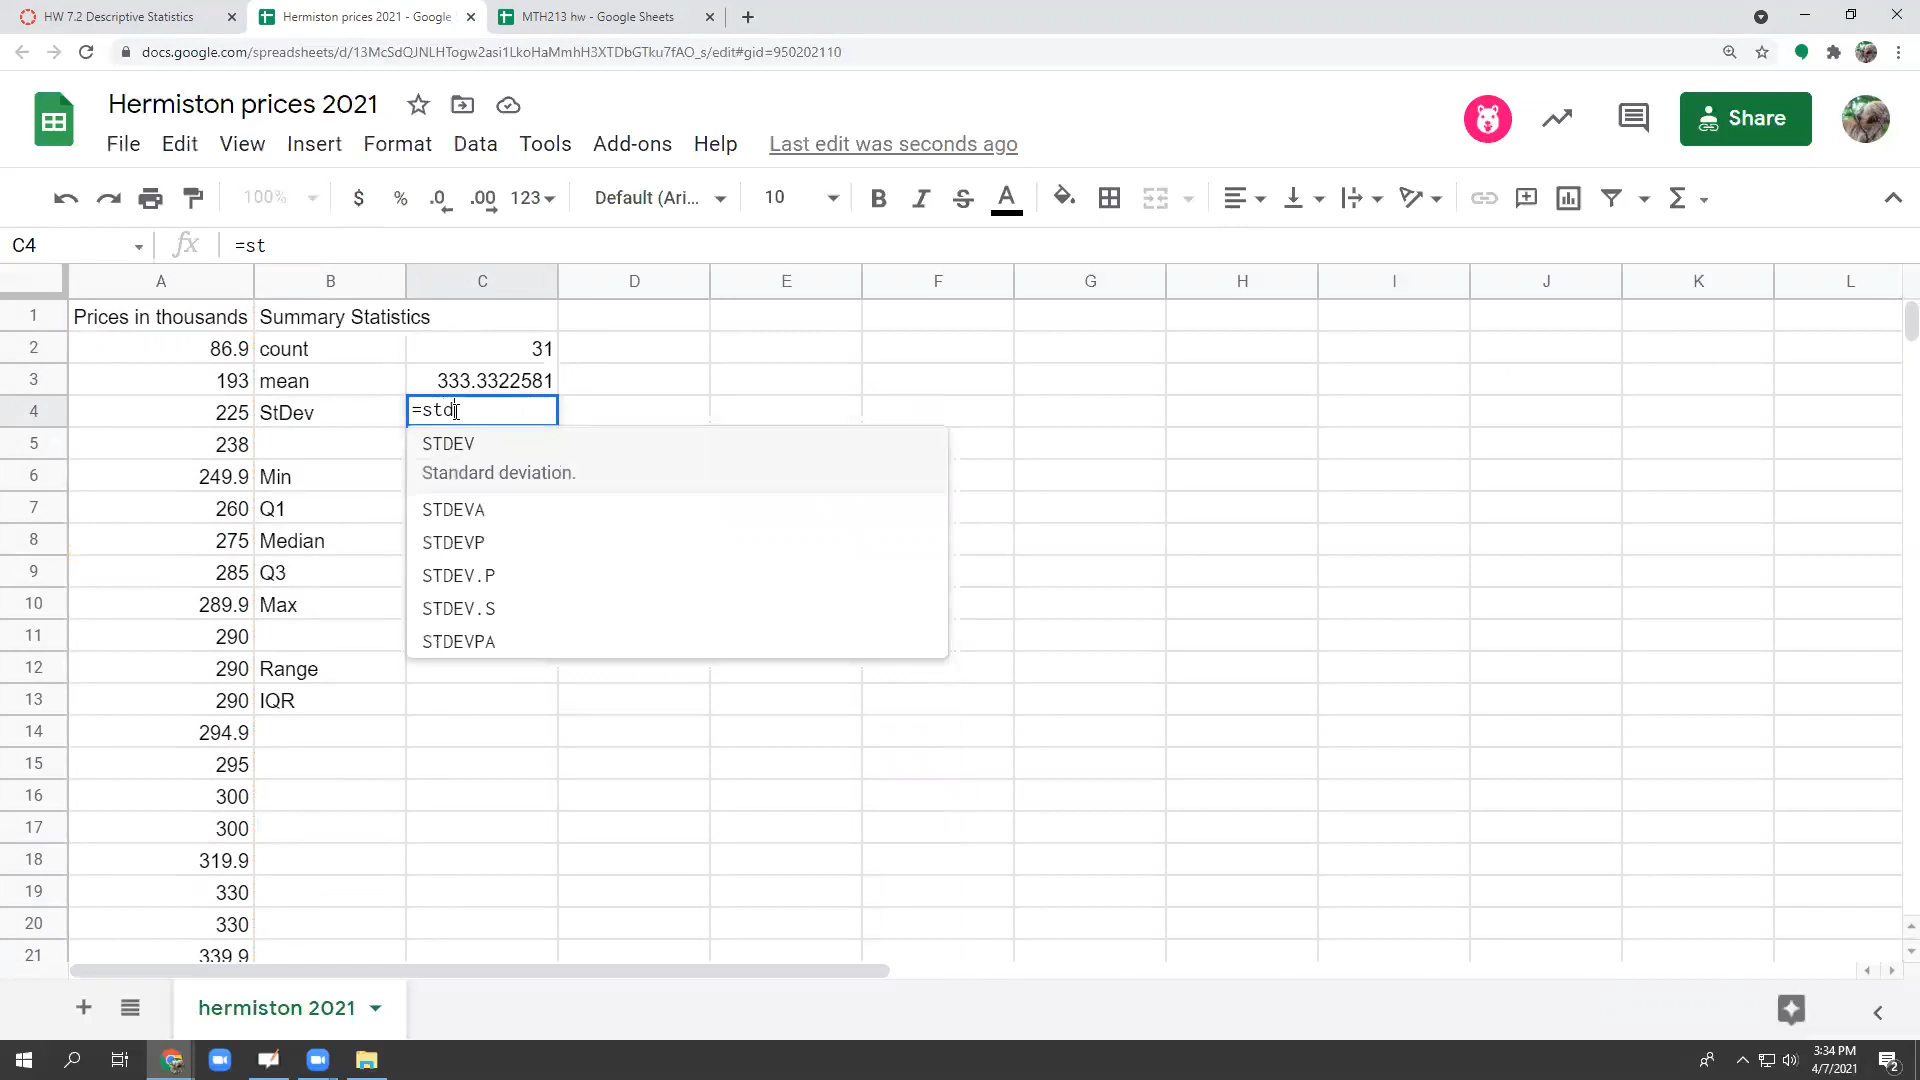 HW 7.2 Descriptive Statistics
Hermiston prices 2021 - Google
MTH213 hw - Google Sheets
docs.google.com/spreadsheets/d/13McSdQJNLHTogw2asi1LkoHaMmhH3XTDbGTku7fAO_s/edit#gid=950202110
Hermiston prices 2021
Share
File Edit View Insert Format Data Tools Add-ons Help Last edit was seconds ago
100% $ % .0 .00 123 Default (Ari... 10 B I S A Σ
C4 fx =st
A B C D E F G H I J K L
1 Prices in thousands Summary Statistics
2 86.9 count 31
3 193 mean 333.3322581
4 225 StDev =std
5 238 STDEV
Standard deviation.
6 249.9 Min
7 260 Q1 STDEVA
8 275 Median STDEVP
9 285 Q3 STDEV.P
10 289.9 Max STDEV.S
11 290 STDEVPA
12 290 Range
13 290 IQR
14 294.9
15 295
16 300
17 300
18 319.9
19 330
20 330
21 339.9
hermiston 2021
3:34 PM
4/7/2021
2